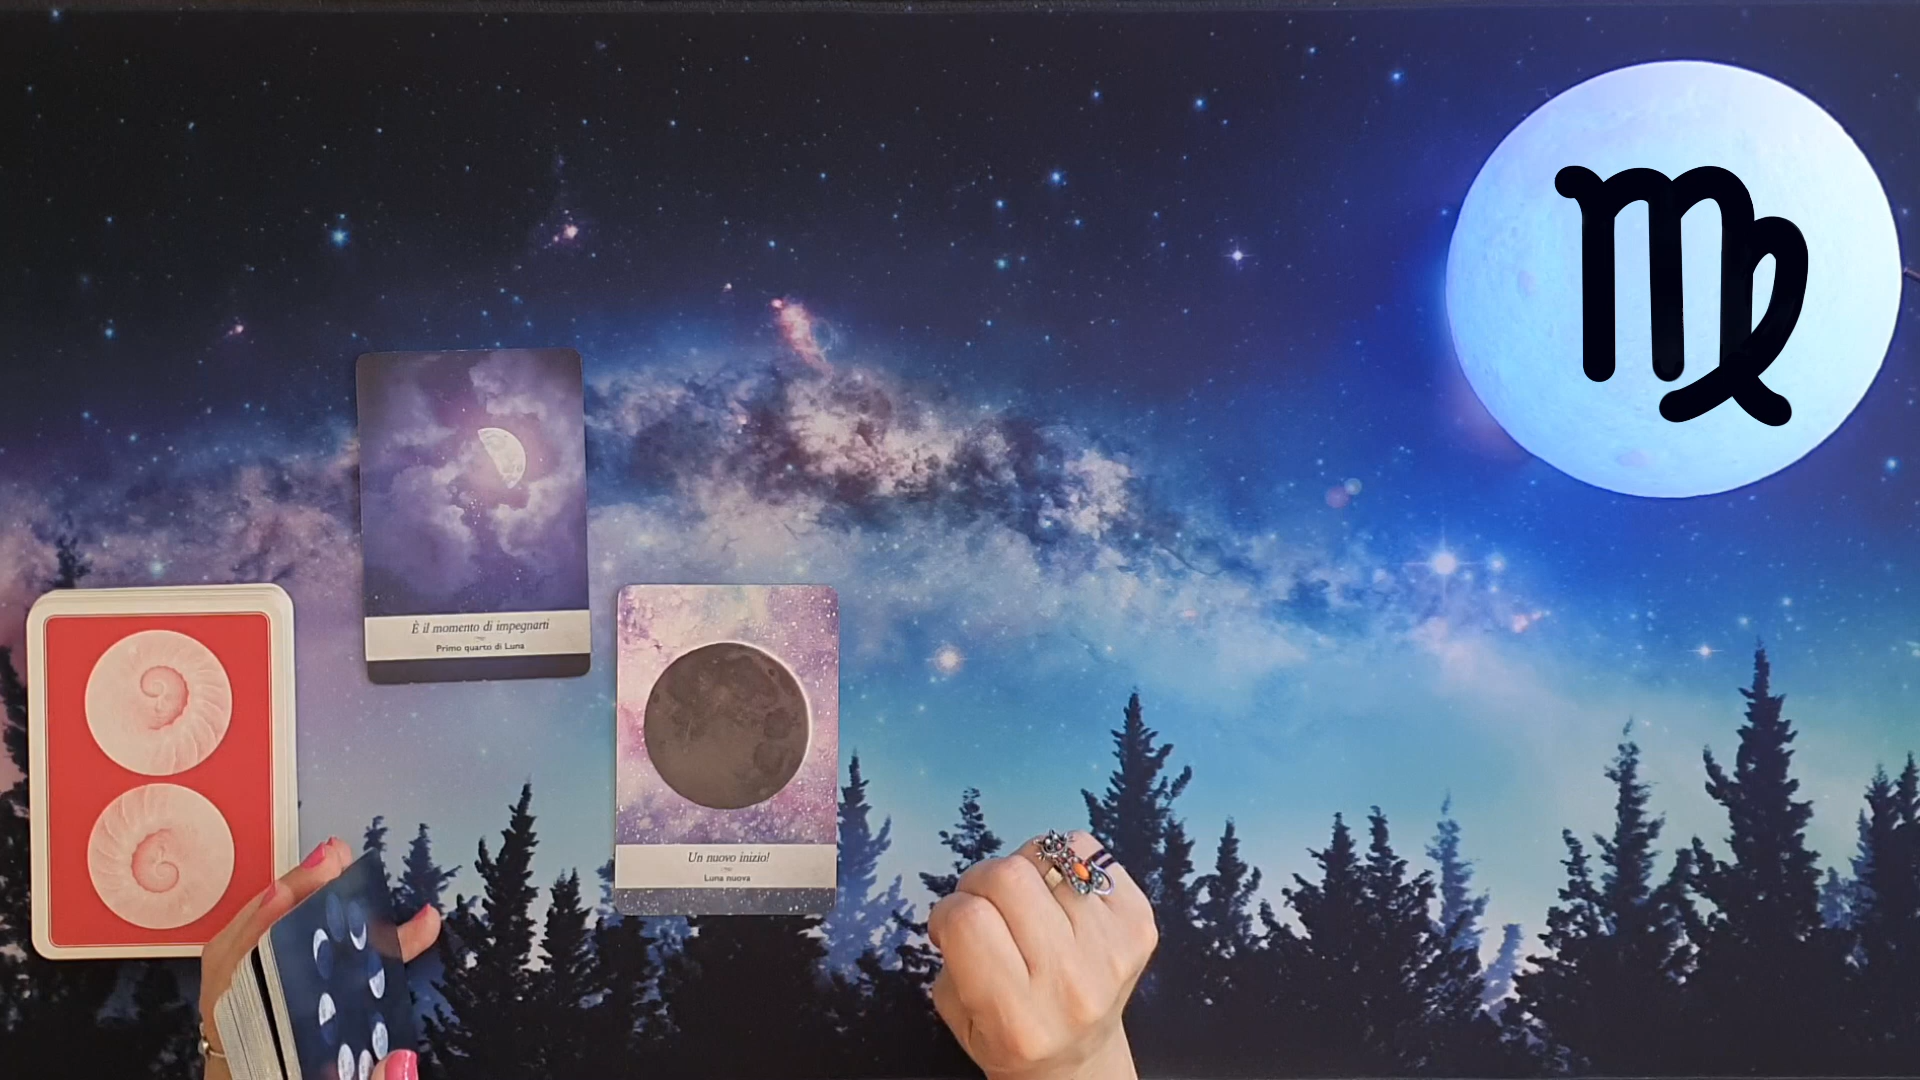 È il momento di impegnarti
Primo quarto di Luna
Un nuovo inizio!
Luna nuova